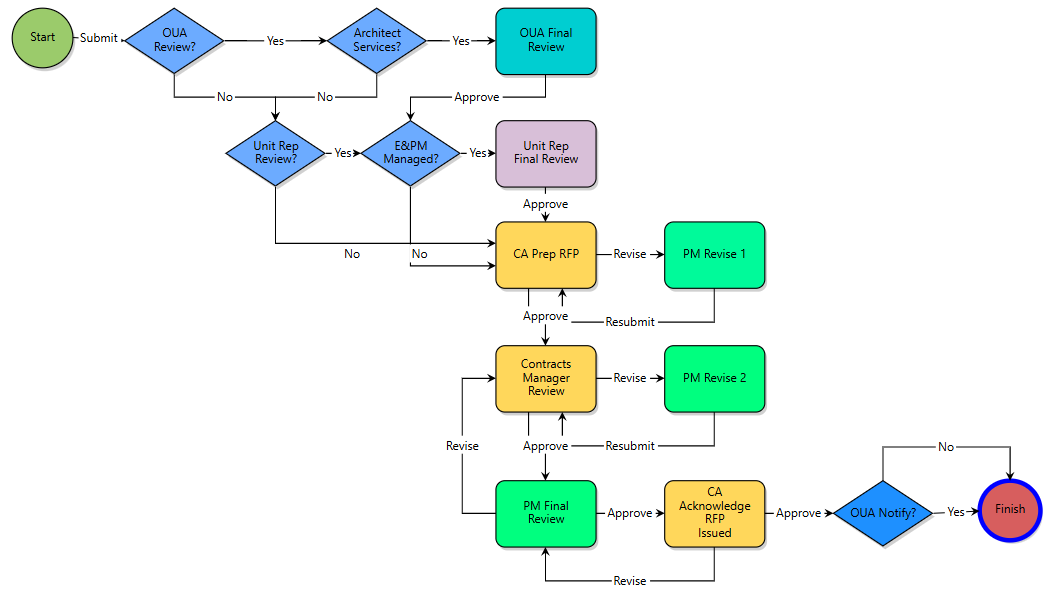 Start
Submit
OUA
Review?
Yes
Architect
Services?
Yes
OUA Final
Review
No
No
Approve
Unit Rep
Review?
Yes
E&PM
Managed?
Yes
Unit Rep
Final Review
Approve
No
No
CA Prep RFP
Revise
PM Revise 1
Approve
Resubmit
Contracts
Manager
Review
Revise
PM Revise 2
Revise
Approve
Resubmit
No
PM Final
Review
Approve
CA
Acknowledge
RFP
Issued
Approve
OUA Notify?
Yes
Finish
Revise